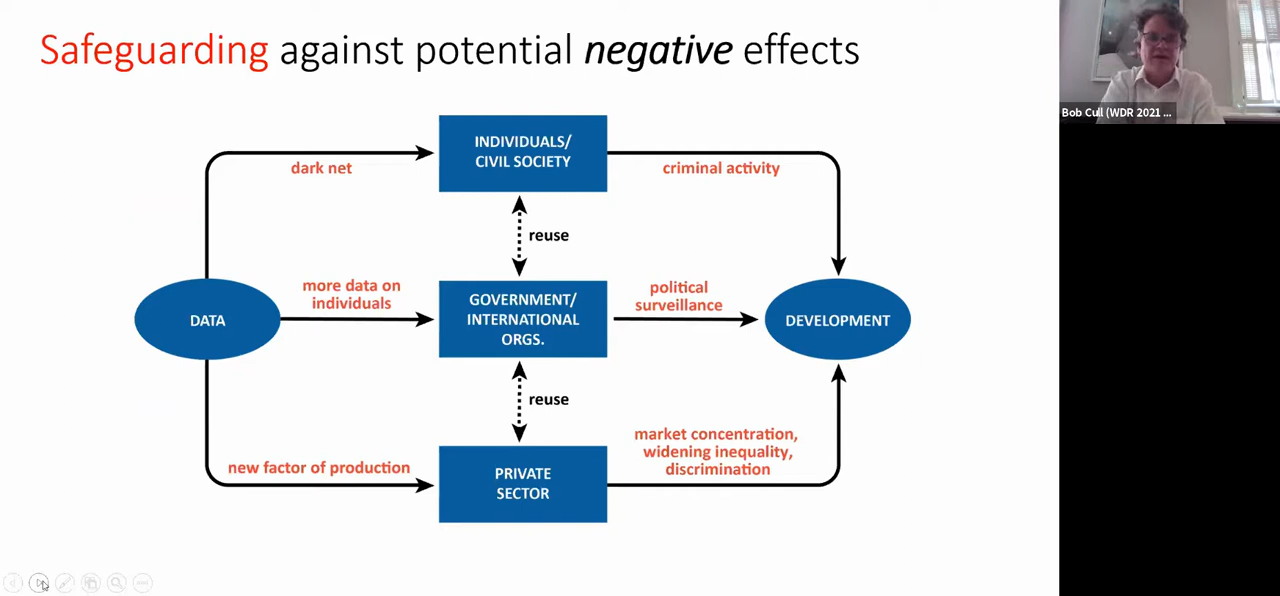 Safeguarding against potential negative effects
INDIVIDUALS/
CIVIL SOCIETY
dark net
criminal activity
reuse
more data on
individuals
GOVERNMENT/
INTERNATIONAL
ORGS.
political
surveillance
DATA
DEVELOPMENT
reuse
market concentration,
widening inequality,
discrimination
new factor of production
PRIVATE
SECTOR
Bob Cull (WDR 2021 ...